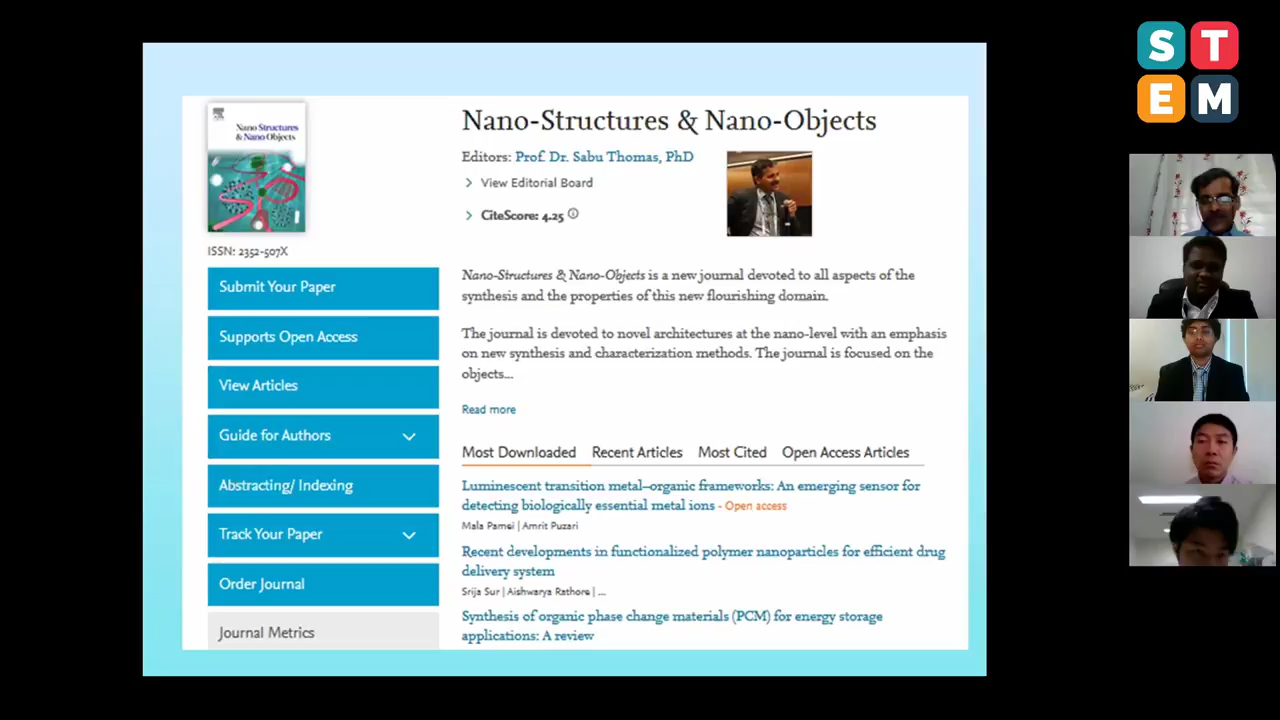 S T
E M
Nano Structures
& Nano Objects
ISSN: 2352-507X
Submit Your Paper
Supports Open Access
View Articles
Guide for Authors
Abstracting/ Indexing
Track Your Paper
Order Journal
Journal Metrics
Nano-Structures & Nano-Objects
Editors: Prof. Dr. Sabu Thomas, PhD
View Editorial Board
CiteScore: 4.25
Nano-Structures & Nano-Objects is a new journal devoted to all aspects of the
synthesis and the properties of this new flourishing domain.
The journal is devoted to novel architectures at the nano-level with an emphasis
on new synthesis and characterization methods. The journal is focused on the
objects...
Read more
Most Downloaded Recent Articles Most Cited Open Access Articles
Luminescent transition metal–organic frameworks: An emerging sensor for
detecting biologically essential metal ions - Open access
Mala Pamei | Amrit Puzari
Recent developments in functionalized polymer nanoparticles for efficient drug
delivery system
Srija Sur | Aishwarya Rathore | ...
Synthesis of organic phase change materials (PCM) for energy storage
applications: A review